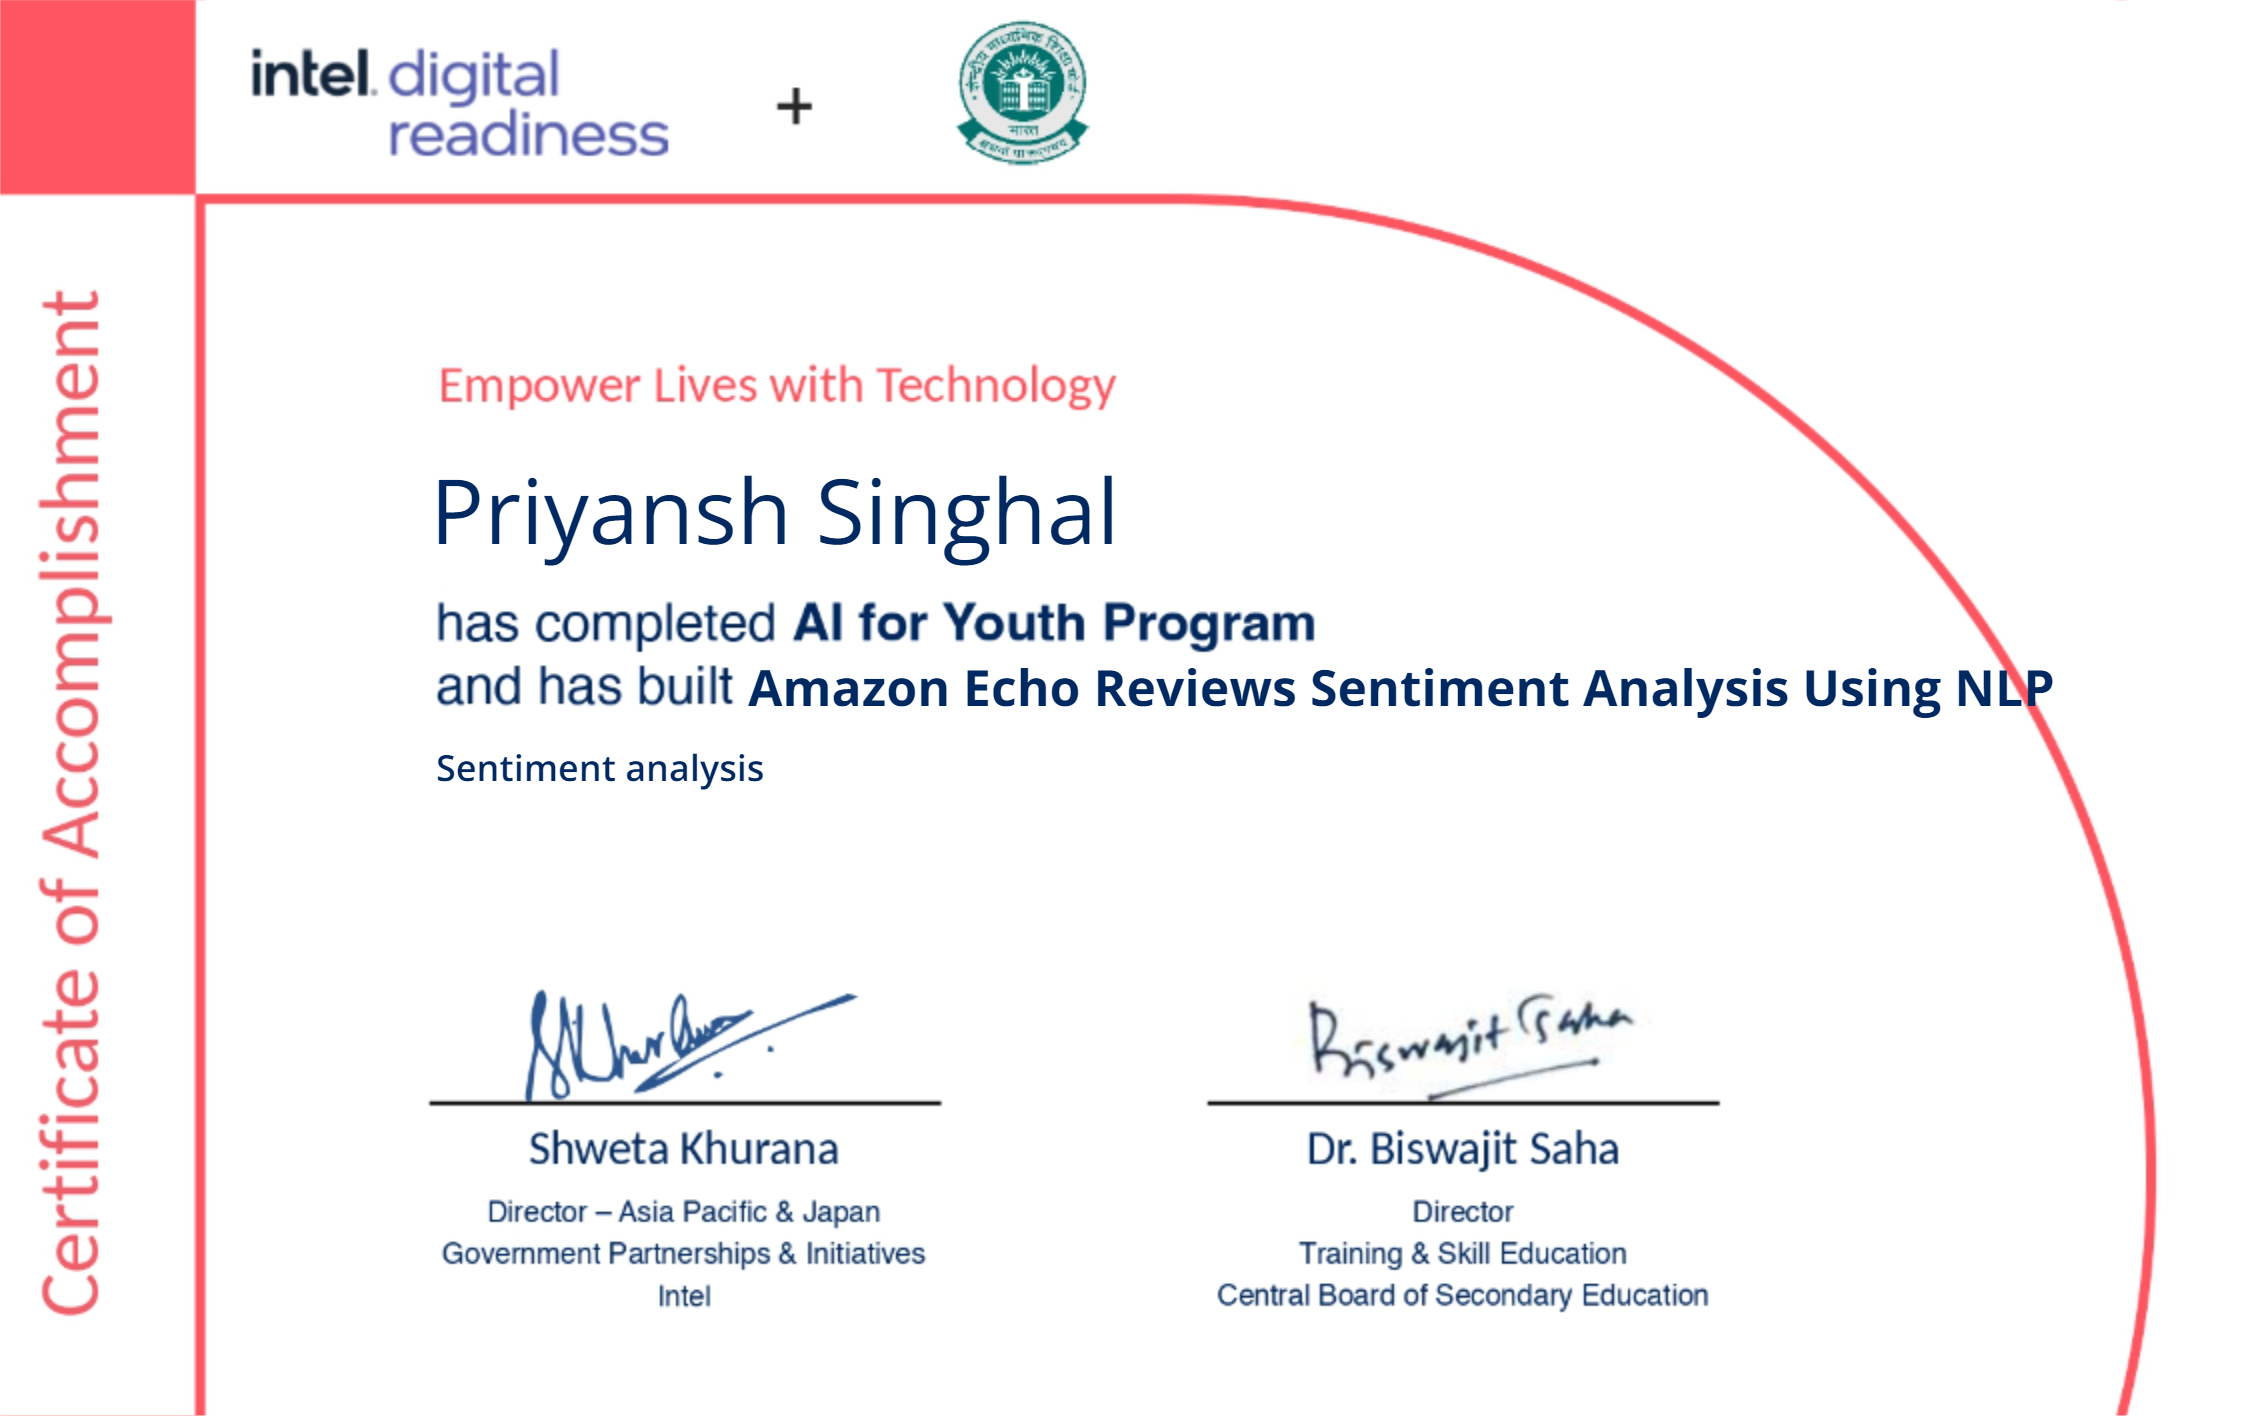 intel. digital
readiness
+
केन्द्रीय माध्यमिक शिक्षा बोर्ड
भारत
Certificate of Accomplishment
Empower Lives with Technology
Priyansh Singhal
has completed AI for Youth Program
and has built Amazon Echo Reviews Sentiment Analysis Using NLP
Sentiment analysis
Biswajit Saha
Shweta Khurana
Director – Asia Pacific & Japan
Government Partnerships & Initiatives
Intel
Dr. Biswajit Saha
Director
Training & Skill Education
Central Board of Secondary Education